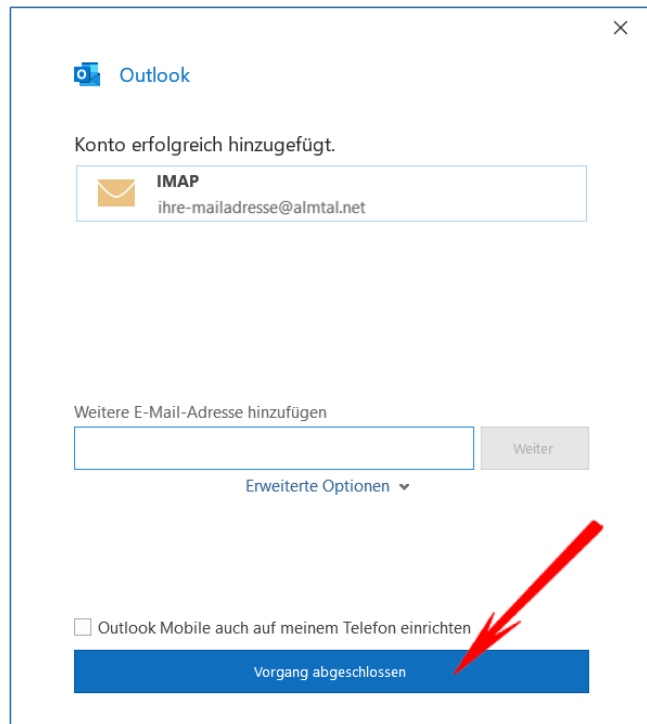 Outlook
Konto erfolgreich hinzugefügt.
IMAP
ihre-mailadresse@almtal.net
Weitere E-Mail-Adresse hinzufügen
Weiter
Erweiterte Optionen
Outlook Mobile auch auf meinem Telefon einrichten
Vorgang abgeschlossen